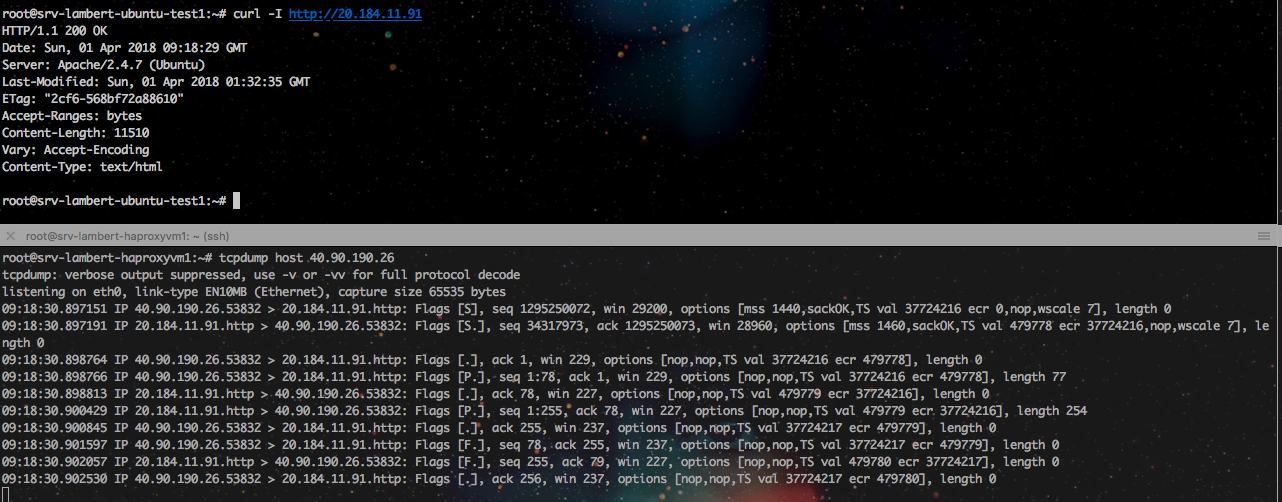 root@srv-lambert-ubuntu-test1:~# curl -I http://20.184.11.91
HTTP/1.1 200 OK
Date: Sun, 01 Apr 2018 09:18:29 GMT
Server: Apache/2.4.7 (Ubuntu)
Last-Modified: Sun, 01 Apr 2018 01:32:35 GMT
ETag: "2cf6-568bf72a88610"
Accept-Ranges: bytes
Content-Length: 11510
Vary: Accept-Encoding
Content-Type: text/html
root@srv-lambert-ubuntu-test1:~#
root@srv-lambert-haproxyvm1: ~ (ssh)
root@srv-lambert-haproxyvm1:~# tcpdump host 40.90.190.26
tcpdump: verbose output suppressed, use -v or -vv for full protocol decode
listening on eth0, link-type EN10MB (Ethernet), capture size 65535 bytes
09:18:30.897151 IP 40.90.190.26.53832 > 20.184.11.91.http: Flags [S], seq 1295250072, win 29200, options [mss 1440,sackOK,TS val 37724216 ecr 0,nop,wscale 7], length 0
09:18:30.897191 IP 20.184.11.91.http > 40.90.190.26.53832: Flags [S.], seq 34317973, ack 1295250073, win 28960, options [mss 1460,sackOK,TS val 479778 ecr 37724216,nop,wscale 7], le
ngth 0
09:18:30.898764 IP 40.90.190.26.53832 > 20.184.11.91.http: Flags [.], ack 1, win 229, options [nop,nop,TS val 37724216 ecr 479778], length 0
09:18:30.898766 IP 40.90.190.26.53832 > 20.184.11.91.http: Flags [P.], seq 1:78, ack 1, win 229, options [nop,nop,TS val 37724216 ecr 479778], length 77
09:18:30.898813 IP 20.184.11.91.http > 40.90.190.26.53832: Flags [.], ack 78, win 227, options [nop,nop,TS val 479779 ecr 37724216], length 0
09:18:30.900429 IP 20.184.11.91.http > 40.90.190.26.53832: Flags [P.], seq 1:255, ack 78, win 227, options [nop,nop,TS val 479779 ecr 37724216], length 254
09:18:30.900845 IP 40.90.190.26.53832 > 20.184.11.91.http: Flags [.], ack 255, win 237, options [nop,nop,TS val 37724217 ecr 479779], length 0
09:18:30.901597 IP 40.90.190.26.53832 > 20.184.11.91.http: Flags [F.], seq 78, ack 255, win 237, options [nop,nop,TS val 37724217 ecr 479779], length 0
09:18:30.902057 IP 20.184.11.91.http > 40.90.190.26.53832: Flags [F.], seq 255, ack 79, win 227, options [nop,nop,TS val 479780 ecr 37724217], length 0
09:18:30.902530 IP 40.90.190.26.53832 > 20.184.11.91.http: Flags [.], ack 256, win 237, options [nop,nop,TS val 37724217 ecr 479780], length 0